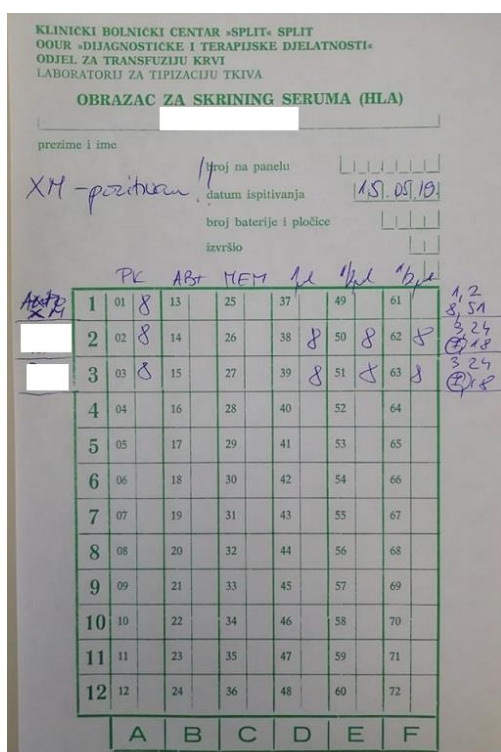 KLINIČKI BOLNIČKI CENTAR »SPLIT« SPLIT
OOUR »DIJAGNOSTIČKE I TERAPIJSKE DJELATNOSTI«
ODJEL ZA TRANSFUZIJU KRVI
LABORATORIJ ZA TIPIZACIJU TKIVA
OBRAZAC ZA SKRINING SERUMA (HLA)
prezime i ime
broj na panelu
XM - pozitivan!
datum ispitivanja 15.05.19.
broj baterije i pločice
izvršio
PK ABt MEM 1µl 1/2µl
XM 1 01 8 13 25 37 49 61 1, 2
8, 51
2 02 8 14 26 38 8 50 8 62 8 3, 24
7, 18
3 03 8 15 27 39 8 51 8 63 8 3 24
7, 18
4 04 16 28 40 52 64
5 05 17 29 41 53 65
6 06 18 30 42 54 66
7 07 19 31 43 55 67
8 08 20 32 44 56 68
9 09 21 33 45 57 69
10 10 22 34 46 58 70
11 11 23 35 47 59 71
12 12 24 36 48 60 72
A B C D E F